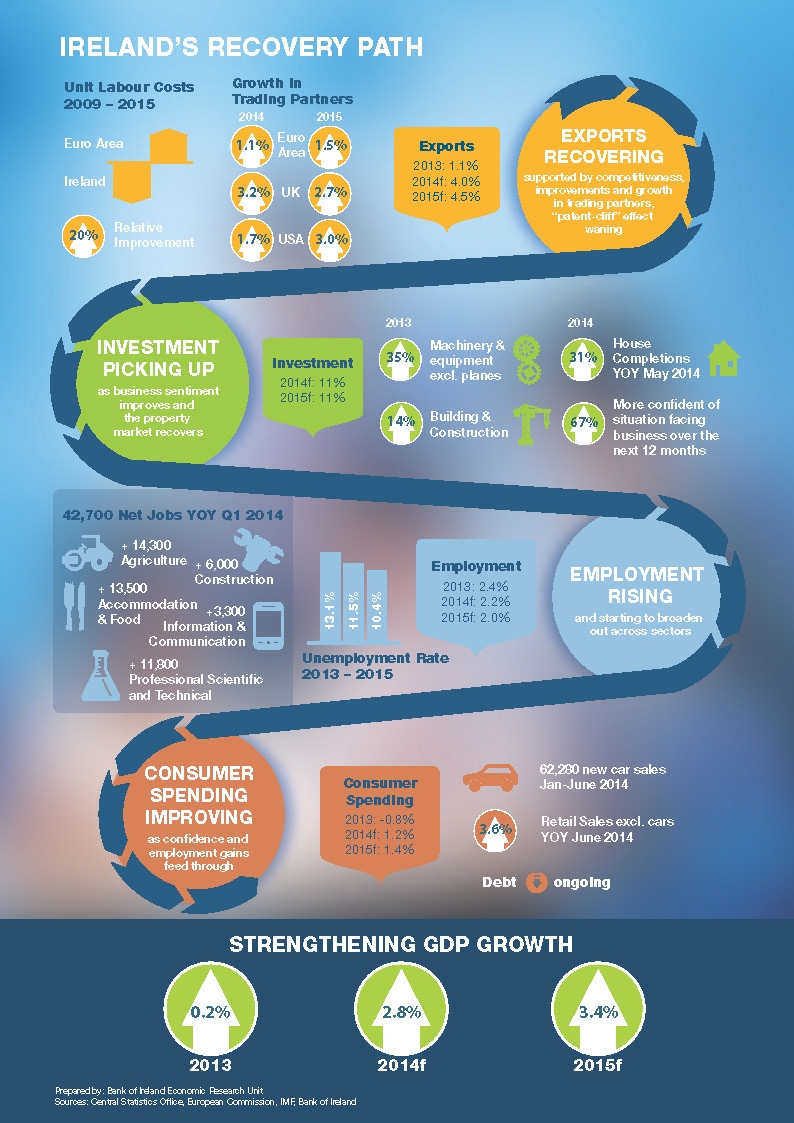 IRELAND'S RECOVERY PATH
Unit Labour Costs
2009 – 2015
Euro Area
Ireland
20%
Relative
Improvement
Growth in
Trading Partners
2014
2015
1.1%
Euro
Area
1.5%
3.2%
UK
2.7%
1.7%
USA
3.0%
Exports
2013: 1.1%
2014f: 4.0%
2015f: 4.5%
EXPORTS
RECOVERING
supported by competitiveness,
improvements and growth
in trading partners,
"patent-cliff" effect
waning
INVESTMENT
PICKING UP
as business sentiment
improves and
the property
market recovers
Investment
2014f: 11%
2015f: 11%
2013
35%
Machinery &
equipment
excl. planes
14%
Building &
Construction
2014
31%
House
Completions
YOY May 2014
67%
More confident of
situation facing
business over the
next 12 months
42,700 Net Jobs YOY Q1 2014
+ 14,300
Agriculture
+ 6,000
Construction
+ 13,500
Accommodation
& Food
+3,300
Information &
Communication
+ 11,800
Professional Scientific
and Technical
13.1%
11.5%
10.4%
Unemployment Rate
2013 – 2015
Employment
2013: 2.4%
2014f: 2.2%
2015f: 2.0%
EMPLOYMENT
RISING
and starting to broaden
out across sectors
CONSUMER
SPENDING
IMPROVING
as confidence and
employment gains
feed through
Consumer
Spending
2013: -0.8%
2014f: 1.2%
2015f: 1.4%
62,280 new car sales
Jan-June 2014
3.6%
Retail Sales excl. cars
YOY June 2014
Debt
ongoing
STRENGTHENING GDP GROWTH
0.2%
2.8%
3.4%
2013
2014f
2015f
Prepared by: Bank of Ireland Economic Research Unit
Sources: Central Statistics Office, European Commission, IMF, Bank of Ireland